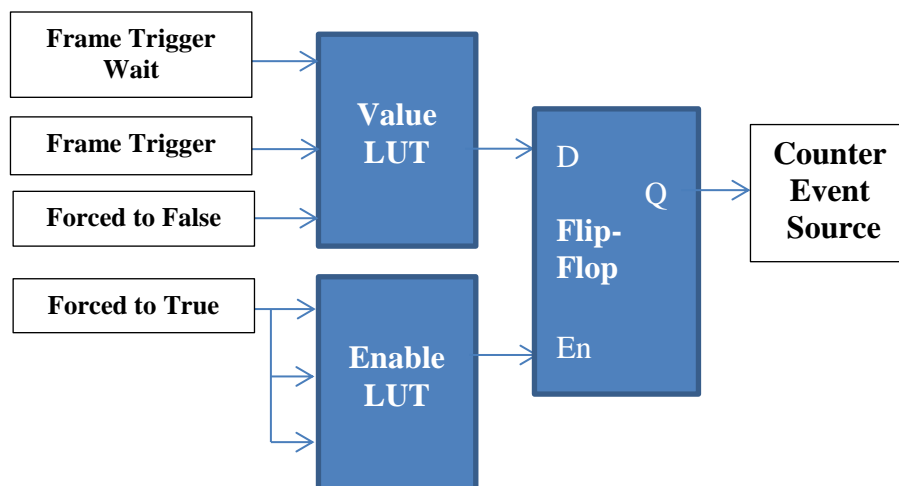 Frame Trigger
Wait
Frame Trigger
Forced to False
Forced to True
Value
LUT
Enable
LUT
D
Q
Flip-
Flop
En
Counter
Event
Source